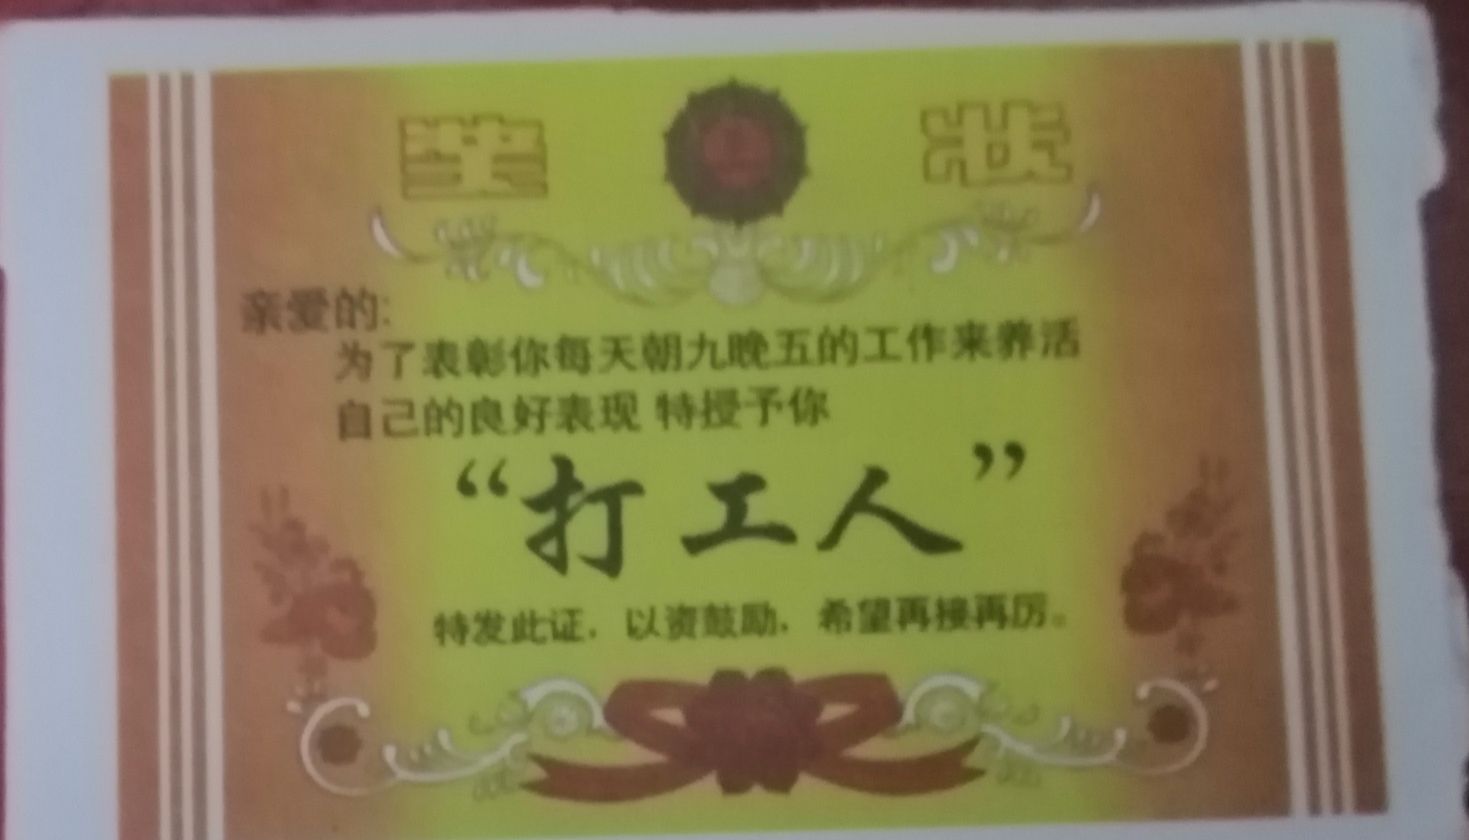 奖 状
亲爱的:
为了表彰你每天朝九晚五的工作来养活
自己的良好表现 特授予你
“打工人”
特发此证,以资鼓励,希望再接再厉。